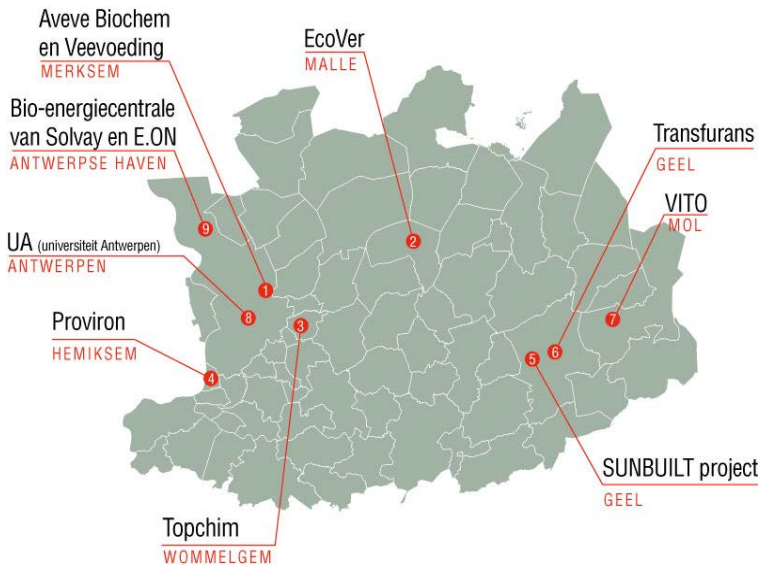 Aveve Biochem
en Veevoeding
MERKSEM
EcoVer
MALLE
Bio-energiecentrale
van Solvay en E.ON
ANTWERPSE HAVEN
Transfurans
GEEL
VITO
MOL
UA (universiteit Antwerpen)
ANTWERPEN
Proviron
HEMIKSEM
SUNBUILT project
GEEL
Topchim
WOMMELGEM
9
2
1
8
3
7
6
5
4